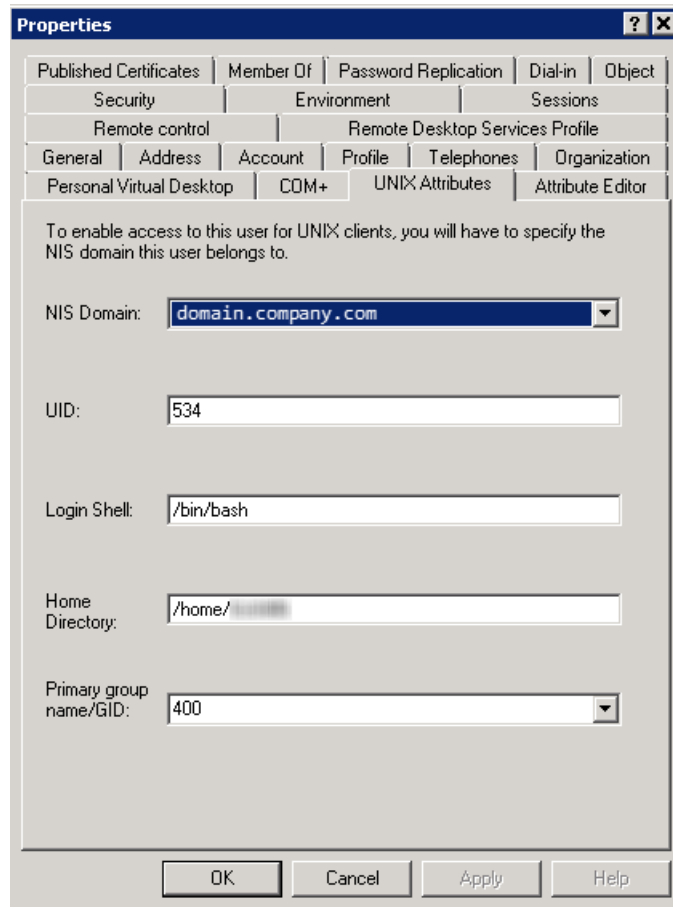 Properties
Published Certificates Member Of Password Replication Dial-in Object
Security Environment Sessions
Remote control Remote Desktop Services Profile
General Address Account Profile Telephones Organization
Personal Virtual Desktop COM+ UNIX Attributes Attribute Editor
To enable access to this user for UNIX clients, you will have to specify the
NIS domain this user belongs to.
NIS Domain: domain.company.com
UID: 534
Login Shell: /bin/bash
Home
Directory: /home/
Primary group
name/GID: 400
OK Cancel Apply Help